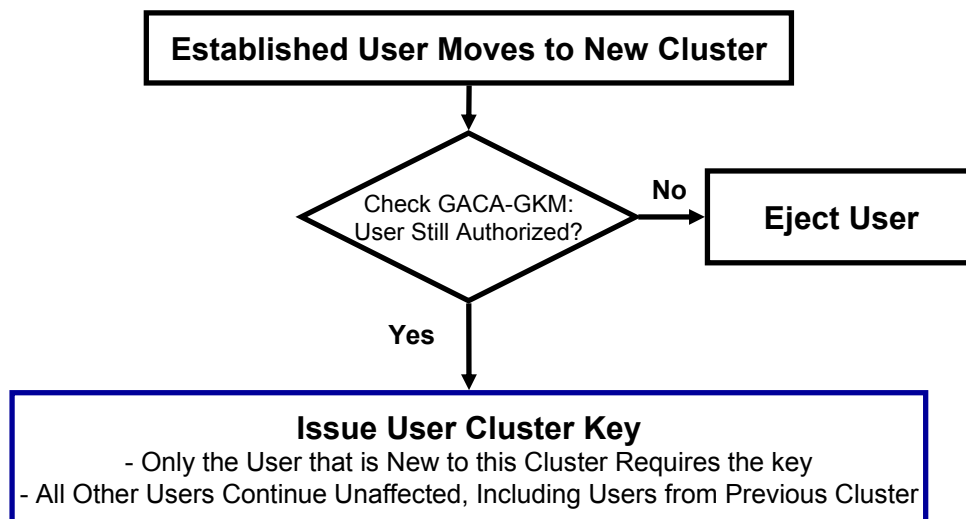 Established User Moves to New Cluster
Check GACA-GKM:
User Still Authorized?
No
Eject User
Yes
Issue User Cluster Key
- Only the User that is New to this Cluster Requires the key
- All Other Users Continue Unaffected, Including Users from Previous Cluster